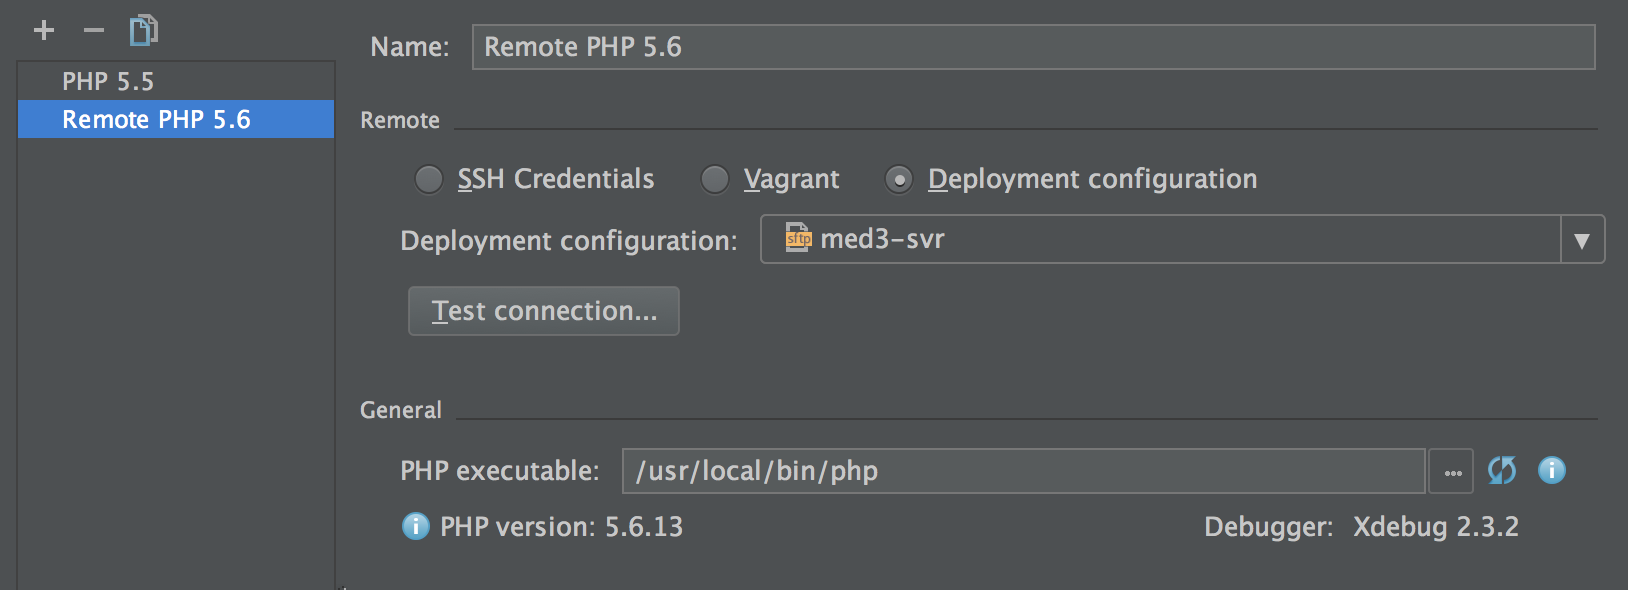 PHP 5.5
Remote PHP 5.6
Name: Remote PHP 5.6
Remote
SSH Credentials Vagrant Deployment configuration
Deployment configuration: sftp med3-svr
Test connection...
General
PHP executable: /usr/local/bin/php ...
PHP version: 5.6.13 Debugger: Xdebug 2.3.2